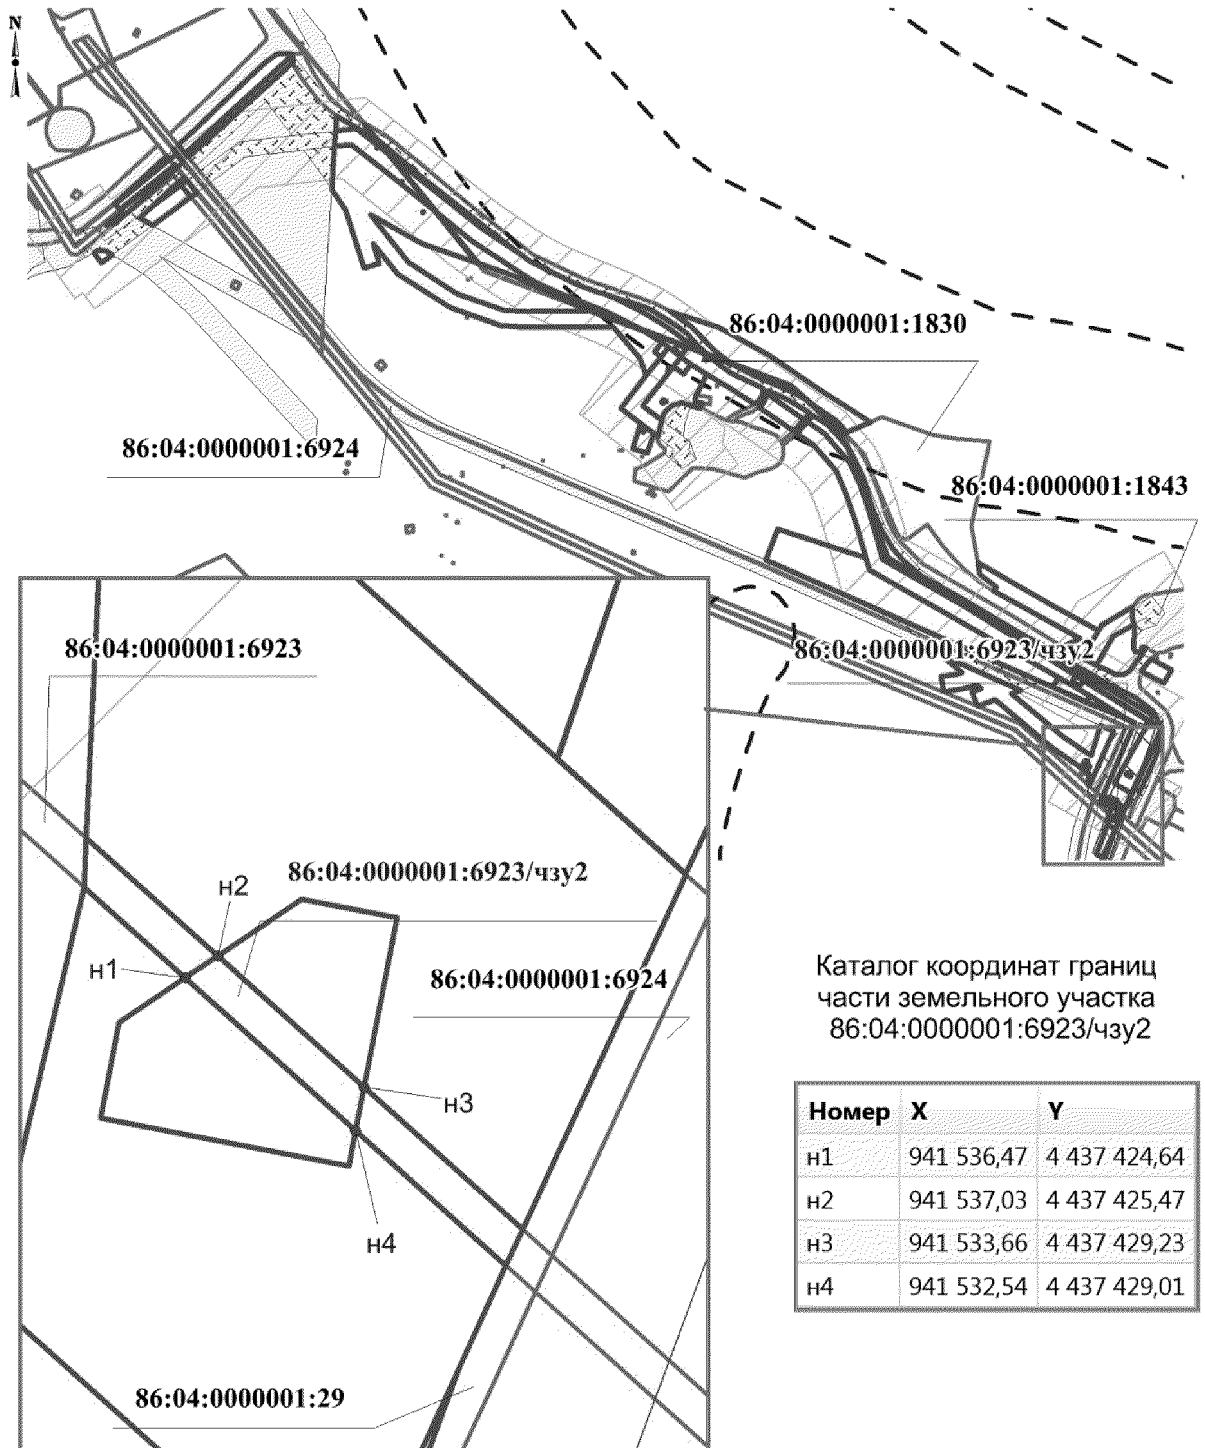 N
86:04:0000001:1830
86:04:0000001:6924
86:04:0000001:1843
86:04:0000001:6923/чзу2
86:04:0000001:6923
86:04:0000001:6923/чзу2
н2
н1
86:04:0000001:6924
н3
н4
86:04:0000001:29
Каталог координат границ
части земельного участка
86:04:0000001:6923/чзу2
Номер X Y
н1 941 536,47 4 437 424,64
н2 941 537,03 4 437 425,47
н3 941 533,66 4 437 429,23
н4 941 532,54 4 437 429,01